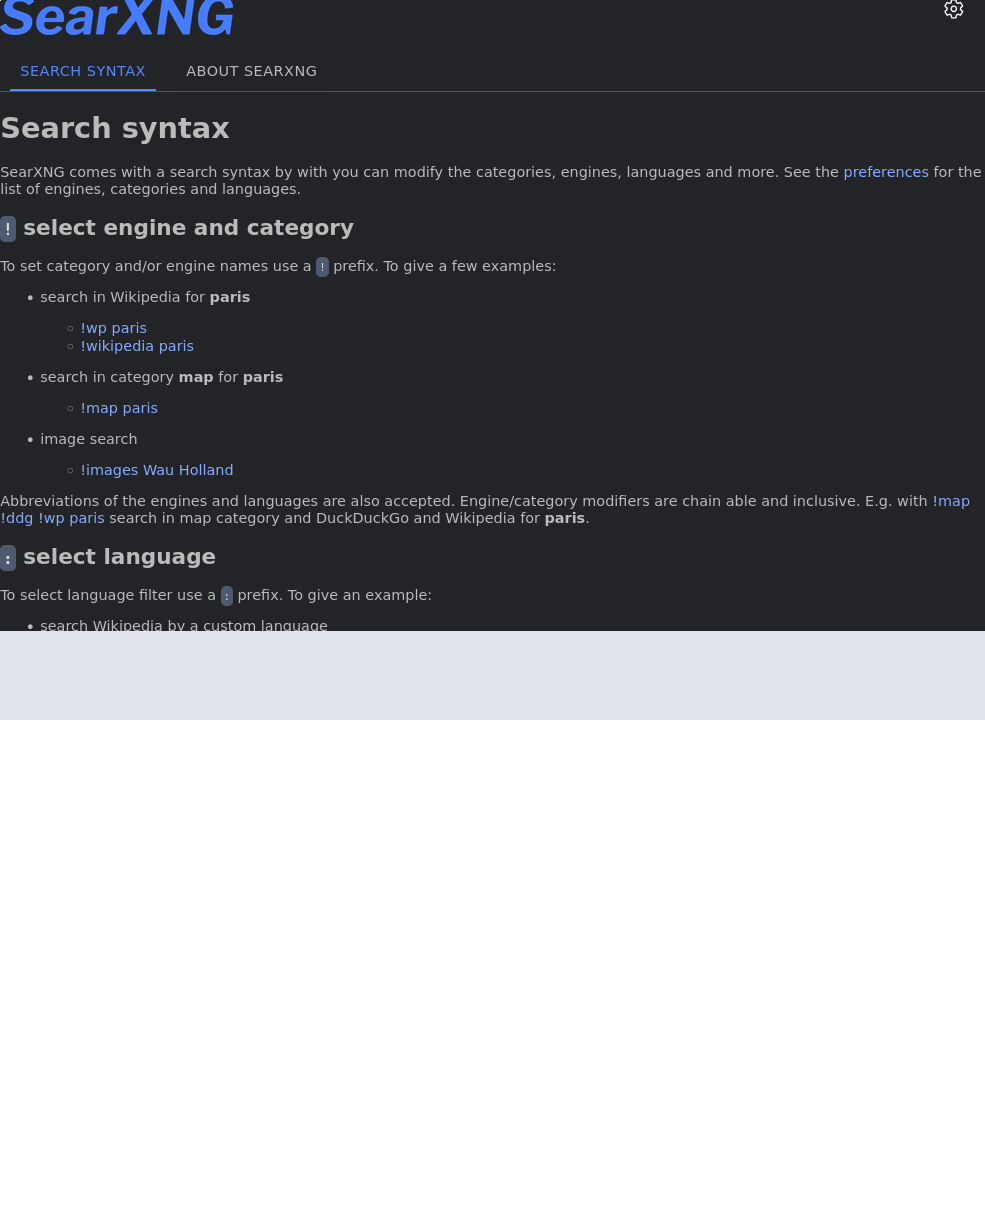 SearXNG
SEARCH SYNTAX ABOUT SEARXNG
Search syntax
SearXNG comes with a search syntax by with you can modify the categories, engines, languages and more. See the preferences for the
list of engines, categories and languages.
! select engine and category
To set category and/or engine names use a ! prefix. To give a few examples:
• search in Wikipedia for paris
○ !wp paris
○ !wikipedia paris
• search in category map for paris
○ !map paris
• image search
○ !images Wau Holland
Abbreviations of the engines and languages are also accepted. Engine/category modifiers are chain able and inclusive. E.g. with !map
!ddg !wp paris search in map category and DuckDuckGo and Wikipedia for paris.
: select language
To select language filter use a : prefix. To give an example:
• search Wikipedia by a custom language